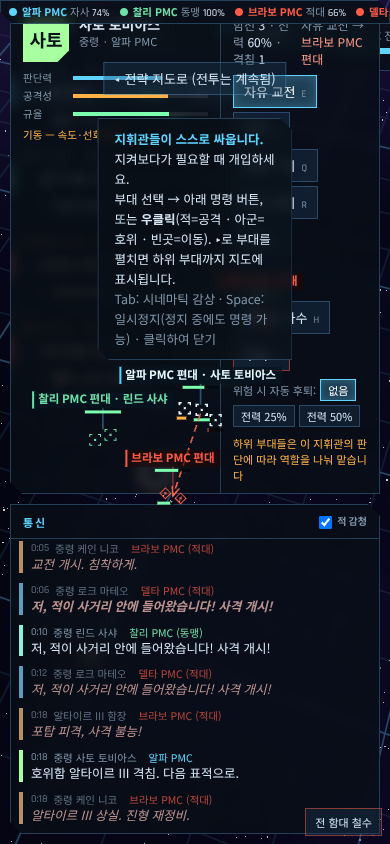 알파 PMC 자사 74% 찰리 PMC 동맹 100% 브라보 PMC 적대 66% 델타
사토
사토 토비아스
중령 · 알파 PMC
함선 3 · 전력 60% · 격침 1
자유 교전 → 브라보 PMC 편대
◂ 전략 지도로 (전투는 계속됨)
판단력
공격성
규율
자유 교전 E
Q
R
기동 — 속도·선회
지휘관들이 스스로 싸웁니다.
지켜보다가 필요할 때 개입하세
요.
부대 선택 → 아래 명령 버튼,
또는 우클릭(적=공격 · 아군=
호위 · 빈곳=이동). ▸로 부대를
펼치면 하위 부대까지 지도에
표시됩니다.
Tab: 시네마틱 감상 · Space:
일시정지(정지 중에도 명령 가
능) · 클릭하여 닫기
H
알파 PMC 편대 · 사토 토비아스
찰리 PMC 편대 · 린드 사샤
브라보 PMC 편대
위험 시 자동 후퇴: 없음
전력 25% 전력 50%
하위 부대들은 이 지휘관의 판
단에 따라 역할을 나눠 맡습니
다
통신 적 감청
0:05 중령 케인 니코 브라보 PMC (적대)
교전 개시. 침착하게.
0:06 중령 로크 마테오 델타 PMC (적대)
저, 적이 사거리 안에 들어왔습니다! 사격 개시!
0:10 중령 린드 사샤 찰리 PMC (동맹)
저, 적이 사거리 안에 들어왔습니다! 사격 개시!
0:12 중령 로크 마테오 델타 PMC (적대)
저, 적이 사거리 안에 들어왔습니다! 사격 개시!
0:18 알타이르 III 함장 브라보 PMC (적대)
포탑 피격, 사격 불능!
0:18 중령 사토 토비아스 알파 PMC
호위함 알타이르 III 격침. 다음 표적으로.
0:18 중령 케인 니코 브라보 PMC (적대)
알타이르 III 상실. 진형 재정비.
전 함대 철수